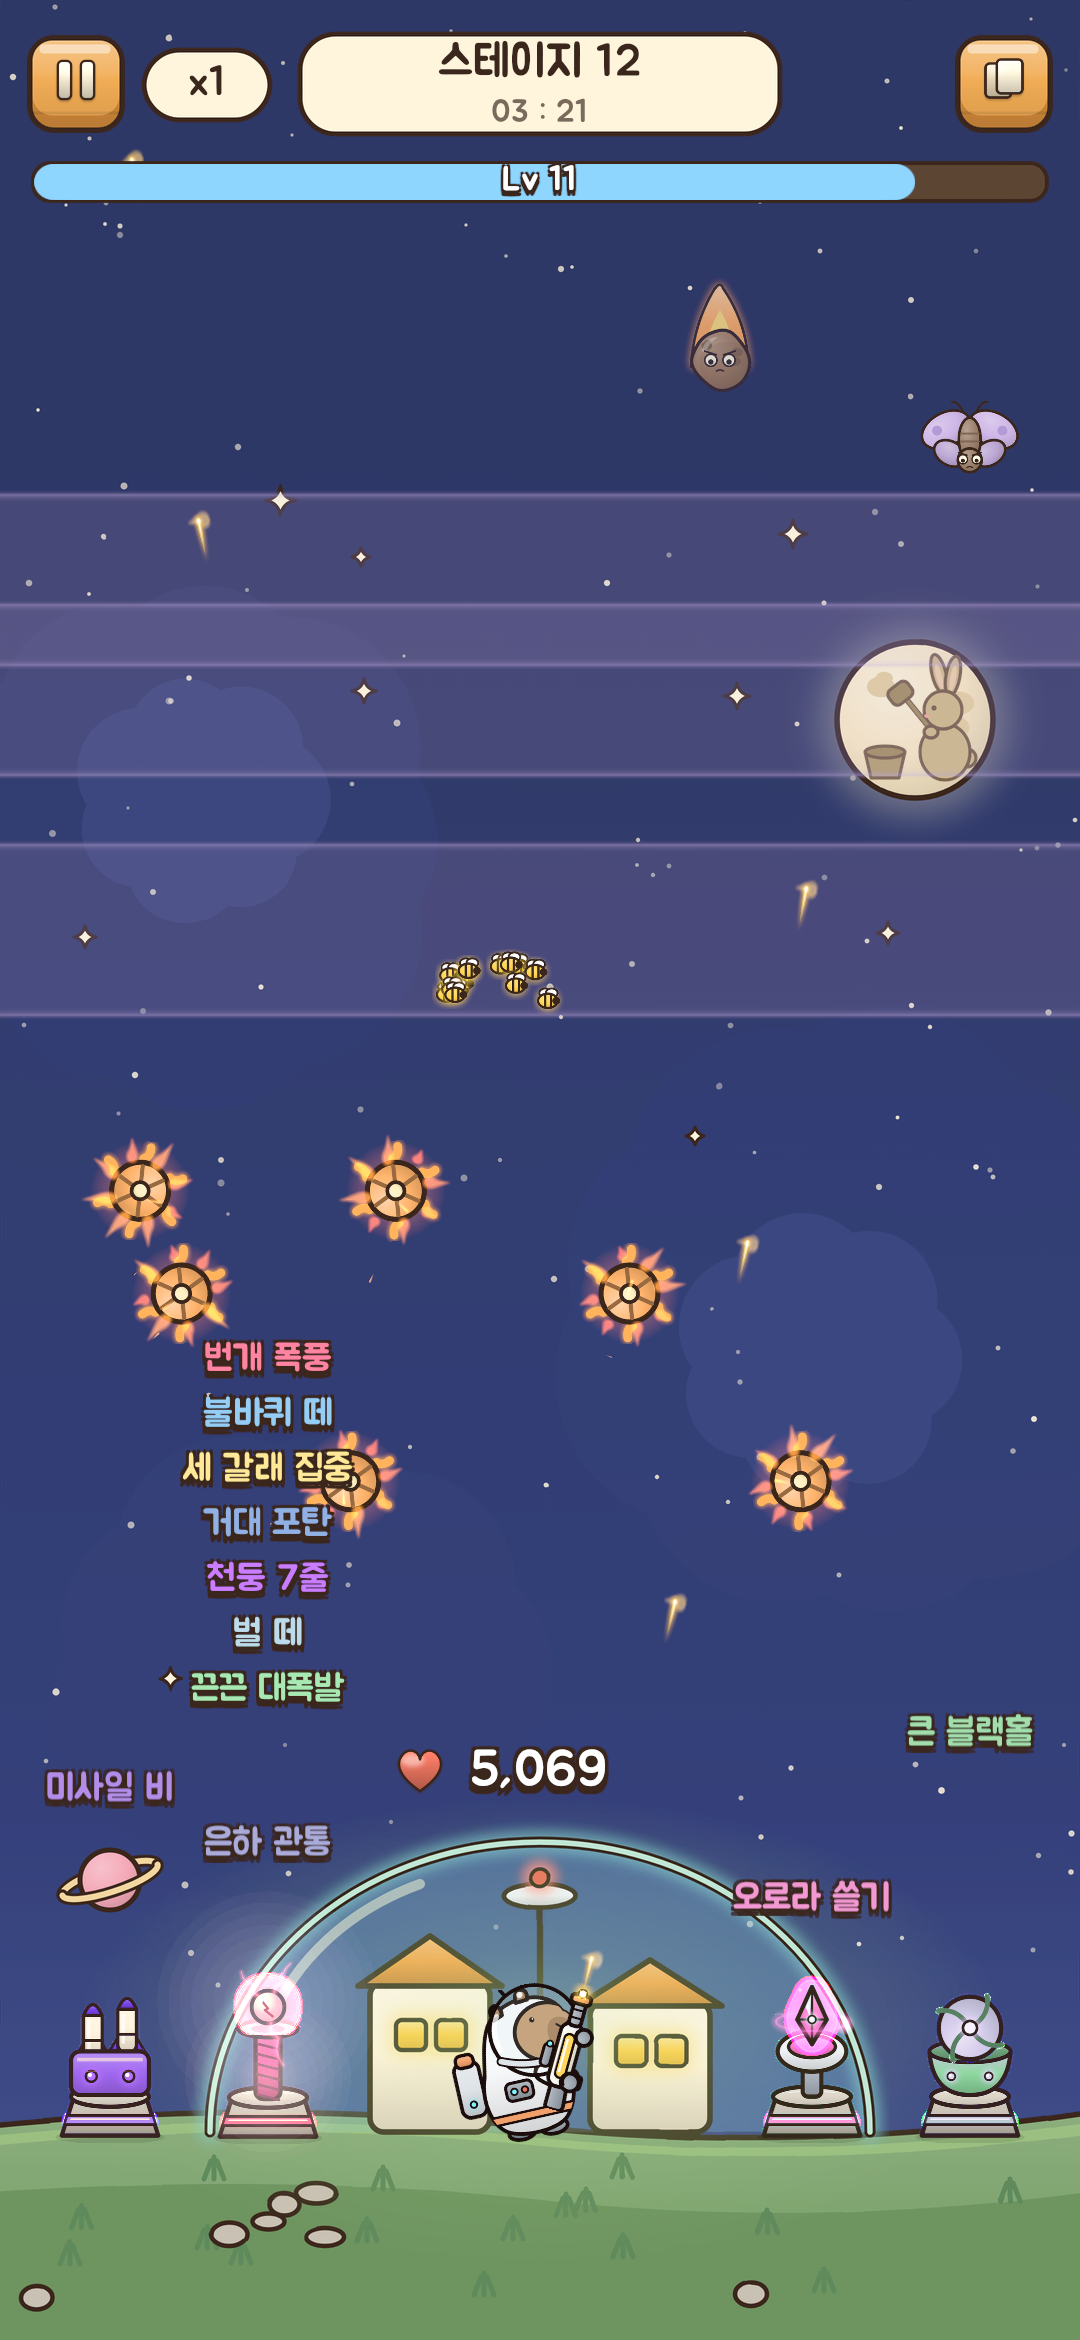 x1
스테이지 12
03 : 21
Lv 11
번개 폭풍
불바퀴 떼
세 갈래 집중
거대 포탄
천둥 7줄
벌 떼
끈끈 대폭발
큰 블랙홀
5,069
미사일 비
은하 관통
오로라 쓸기